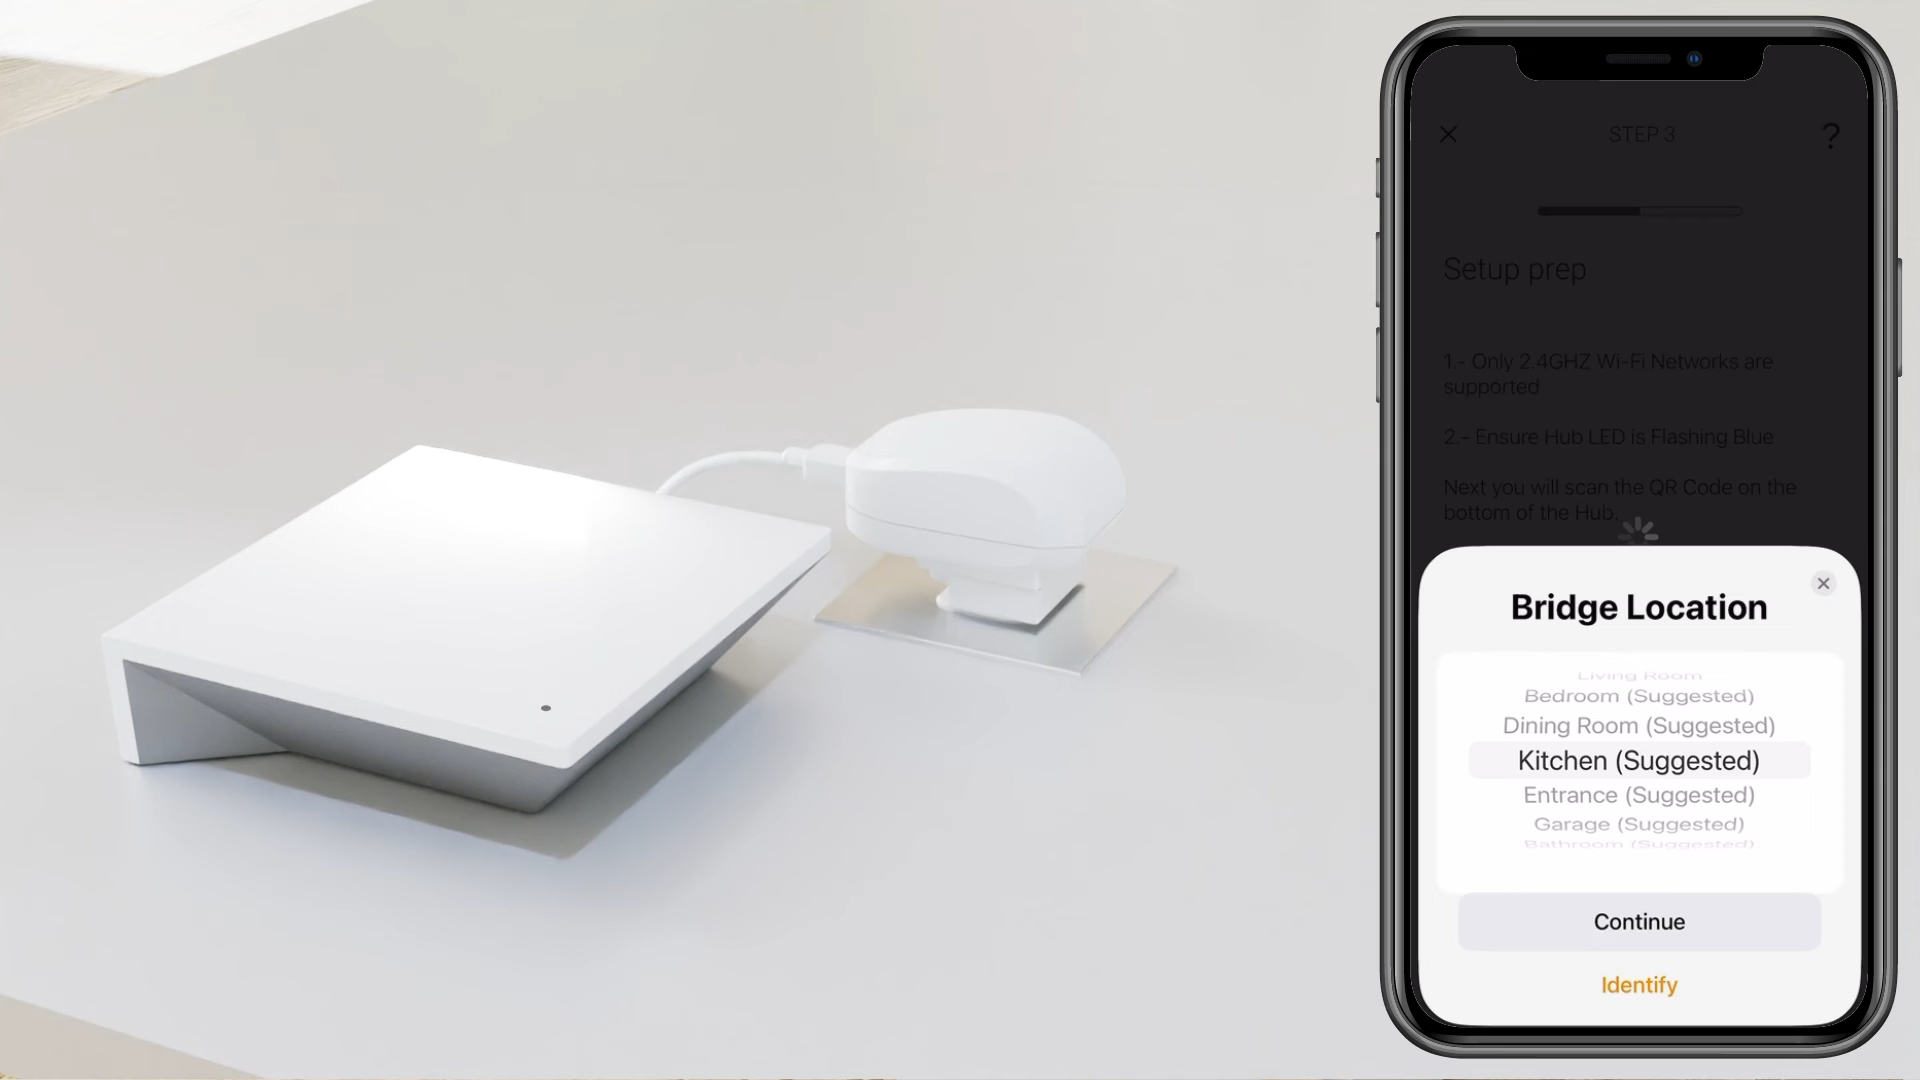 STEP 3
?
Setup prep
1.- Only 2.4GHZ Wi-Fi Networks are
supported
2.- Ensure Hub LED is Flashing Blue
Next you will scan the QR Code on the
bottom of the Hub.
Bridge Location
Living Room
Bedroom (Suggested)
Dining Room (Suggested)
Kitchen (Suggested)
Entrance (Suggested)
Garage (Suggested)
Bathroom (Suggested)
Continue
Identify